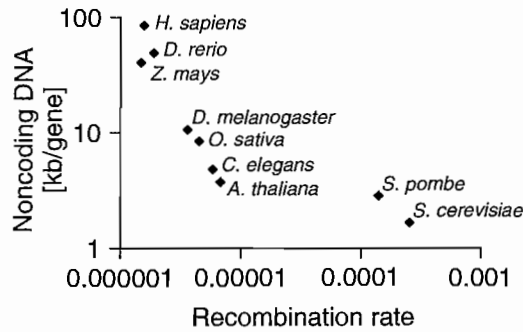 Noncoding DNA
[kb/gene]
100
10
1
H. sapiens
D. rerio
Z. mays
D. melanogaster
O. sativa
C. elegans
A. thaliana
S. pombe
S. cerevisiae
0.000001 0.00001 0.0001 0.001
Recombination rate